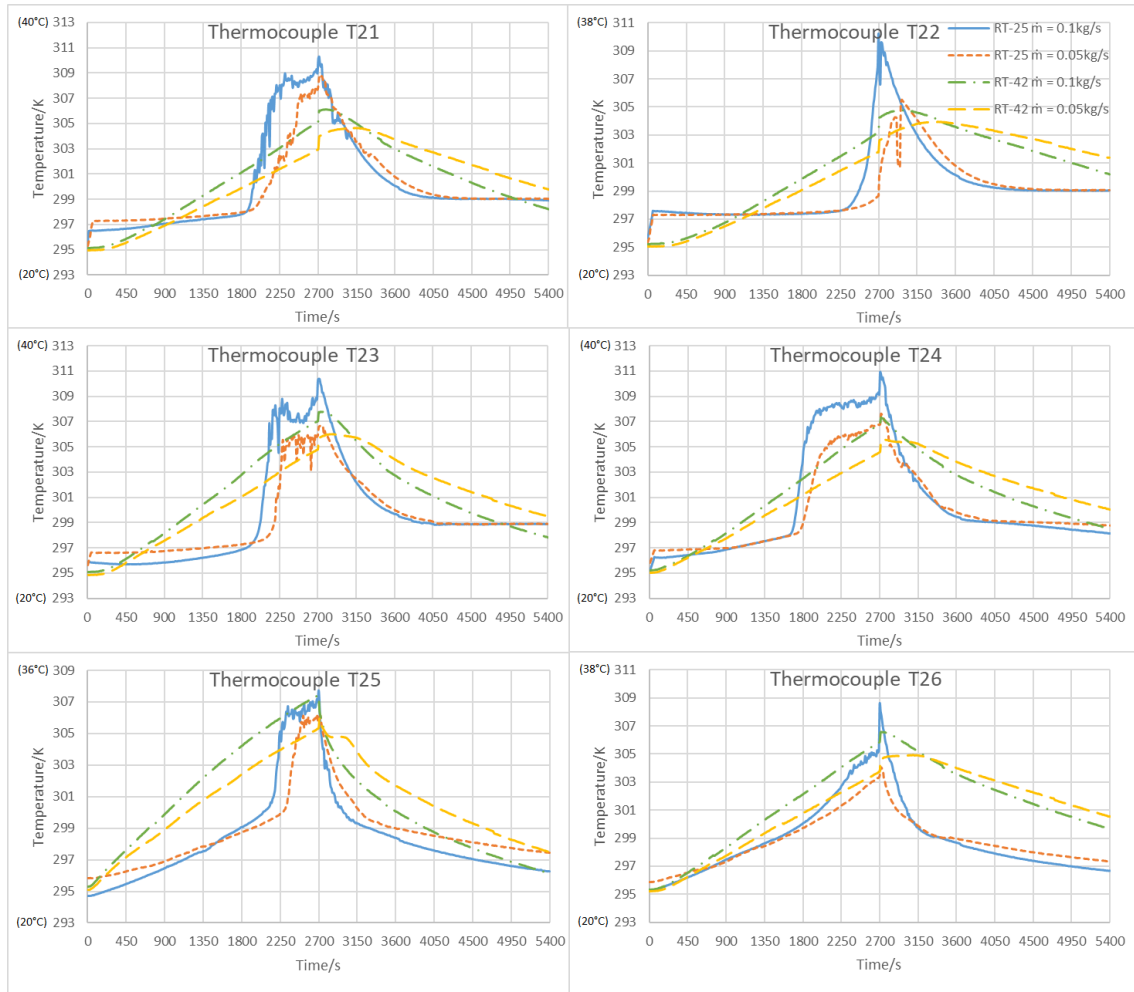 Thermocouple T21
(40°C) 313
311
309
307
305
303
301
299
297
295
(20°C) 293
Temperature/K
0 450 900 1350 1800 2250 2700 3150 3600 4050 4500 4950 5400
Time/s
Thermocouple T22
(38°C) 311
309
307
305
303
301
299
297
295
(20°C) 293
Temperature/K
0 450 900 1350 1800 2250 2700 3150 3600 4050 4500 4950 5400
Time/s
RT-25 ṁ = 0.1kg/s
RT-25 ṁ = 0.05kg/s
RT-42 ṁ = 0.1kg/s
RT-42 ṁ = 0.05kg/s
Thermocouple T23
(40°C) 313
311
309
307
305
303
301
299
297
295
(20°C) 293
Temperature/K
0 450 900 1350 1800 2250 2700 3150 3600 4050 4500 4950 5400
Time/s
Thermocouple T24
(40°C) 313
311
309
307
305
303
301
299
297
295
(20°C) 293
Temperature/K
0 450 900 1350 1800 2250 2700 3150 3600 4050 4500 4950 5400
Time/s
Thermocouple T25
(36°C) 309
307
305
303
301
299
297
295
(20°C) 293
Temperature/K
0 450 900 1350 1800 2250 2700 3150 3600 4050 4500 4950 5400
Time/s
Thermocouple T26
(38°C) 311
309
307
305
303
301
299
297
295
(20°C) 293
Temperature/K
0 450 900 1350 1800 2250 2700 3150 3600 4050 4500 4950 5400
Time/s